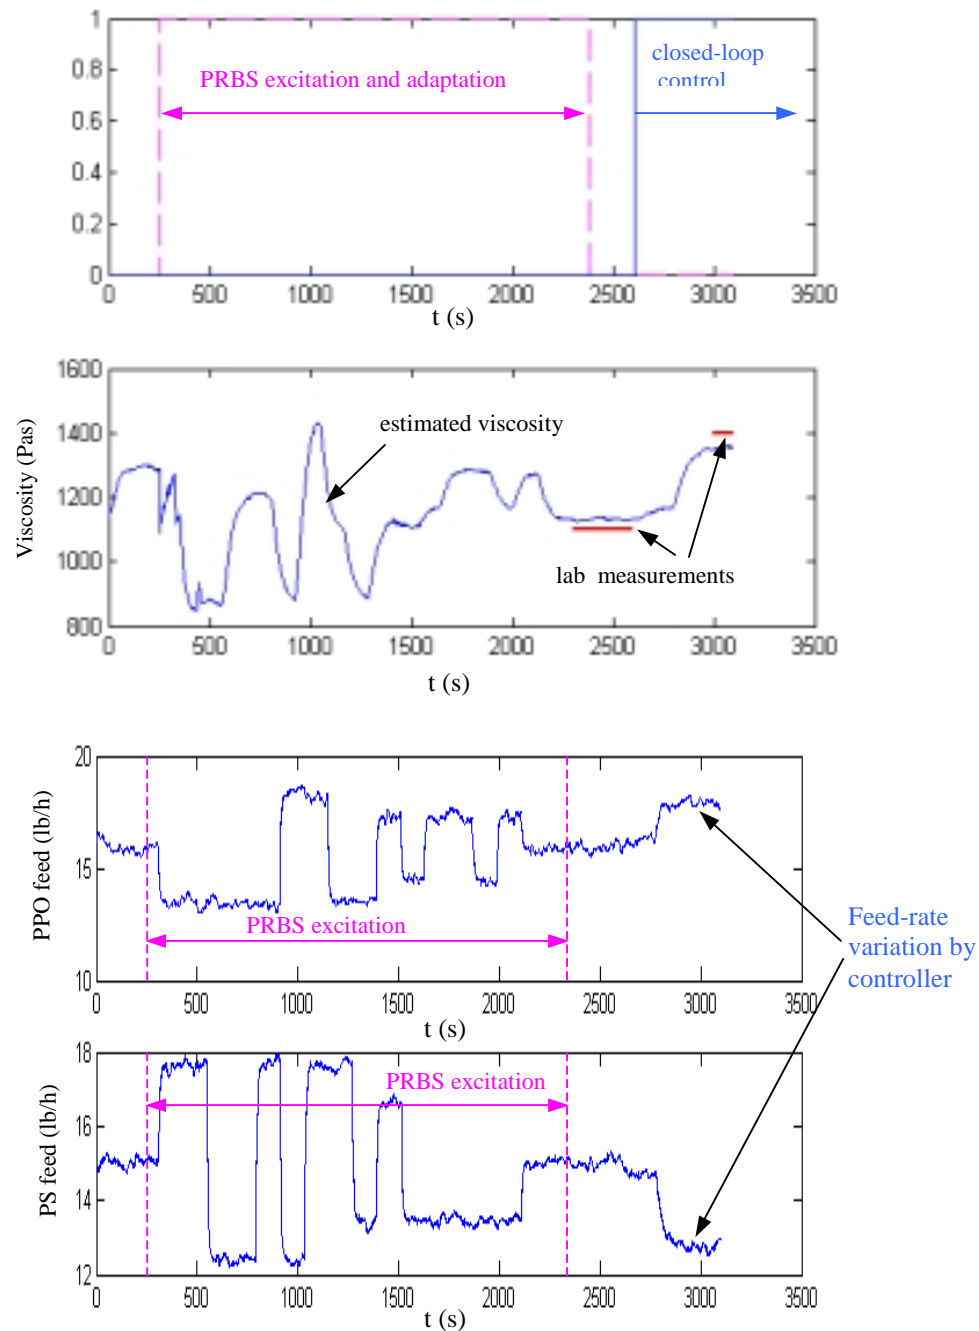 1
0.8
0.6
0.4
0.2
0
closed-loop
control
PRBS excitation and adaptation
0 500 1000 1500 2000 2500 3000 3500
t (s)
1600
1400
1200
1000
800
Viscosity (Pas)
estimated viscosity
lab measurements
0 500 1000 1500 2000 2500 3000 3500
t (s)
20
15
10
PPO feed (lb/h)
PRBS excitation
0 500 1000 1500 2000 2500 3000 3500
t (s)
Feed-rate
variation by
controller
18
16
14
12
PS feed (lb/h)
PRBS excitation
0 500 1000 1500 2000 2500 3000 3500
t (s)